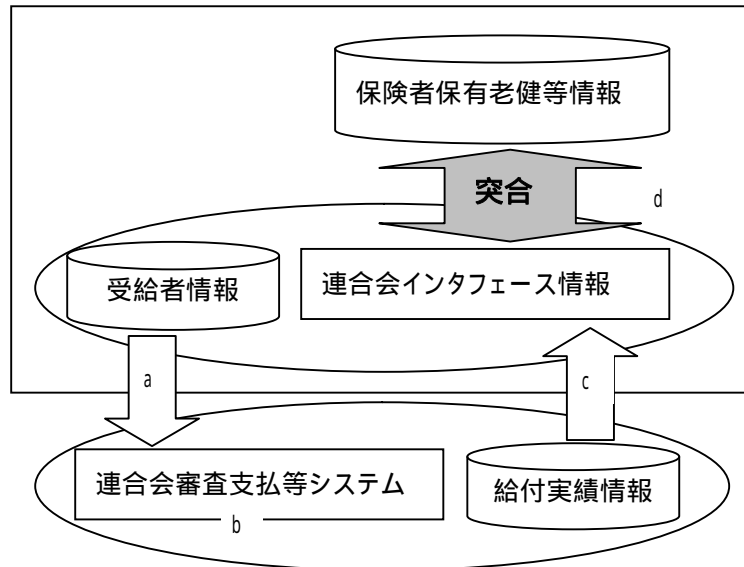 保険者保有老健等情報
突合
d
受給者情報
連合会インタフェース情報
a
c
連合会審査支払等システム
給付実績情報
b